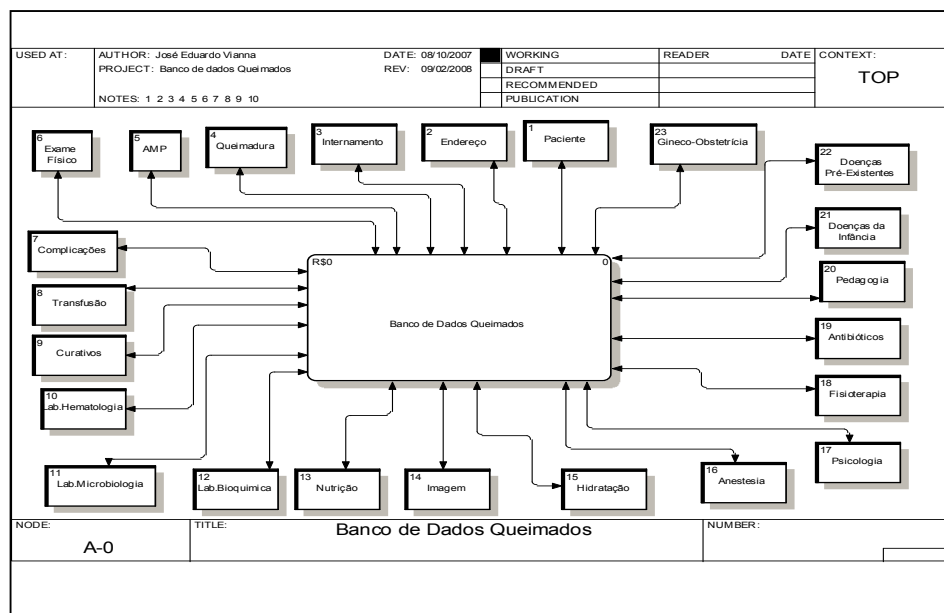 USED AT:
AUTHOR: José Eduardo Vianna
DATE: 08/10/2007
PROJECT: Banco de dados Queimados
REV: 09/02/2008
NOTES: 1 2 3 4 5 6 7 8 9 10
WORKING
DRAFT
RECOMMENDED
PUBLICATION
READER
DATE
CONTEXT:
TOP
6
Exame
Físico
5
AMP
4
Queimadura
3
Internamento
2
Endereço
1
Paciente
23
Gineco-Obstetrícia
22
Doenças
Pré-Existentes
7
Complicações
21
Doenças da
Infância
8
Transfusão
20
Pedagogia
9
Curativos
19
Antibióticos
10
Lab.Hematologia
18
Fisioterapia
R$0
0
Banco de Dados Queimados
11
Lab.Microbiologia
12
Lab.Bioquimica
13
Nutrição
14
Imagem
15
Hidratação
16
Anestesia
17
Psicologia
NODE:
A-0
TITLE:
Banco de Dados Queimados
NUMBER: